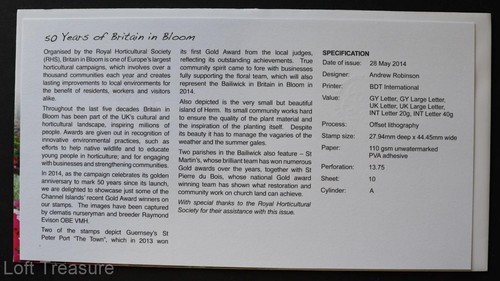 50 Years of Britain in Bloom
Organised by the Royal Horticultural Society
(RHS), Britain in Bloom is one of Europe's largest
horticultural campaigns, which involves over a
thousand communities each year and creates
lasting improvements to local environments for
the benefit of residents, workers and visitors
alike.
Throughout the last five decades Britain in
Bloom has been part of the UK's cultural and
horticultural landscape, inspiring millions of
people. Awards are given out in recognition of
innovative environmental practices, such as
efforts to help native wildlife and to educate
young people in horticulture; and for engaging
with businesses and strengthening communities.
In 2014, as the campaign celebrates its golden
anniversary to mark 50 years since its launch,
we are delighted to showcase just some of the
Channel Islands' recent Gold Award winners on
our stamps. The images have been captured
by clematis nurseryman and breeder Raymond
Evison OBE VMH.
Two of the stamps depict Guernsey's St
Peter Port "The Town", which in 2013 won
its first Gold Award from the local judges,
reflecting its outstanding achievements. True
community spirit came to fore with businesses
fully supporting the floral team, which will also
represent the Bailiwick in Britain in Bloom in
2014.
Also depicted is the very small but beautiful
island of Herm. Its small community works hard
to ensure the quality of the plant material and
the inspiration of the planting itself. Despite
its beauty it has to manage the vagaries of the
weather and the summer gales.
Two parishes in the Bailiwick also feature – St
Martin's, whose brilliant team has won numerous
Gold awards over the years, together with St
Pierre du Bois, whose national Gold award
winning team has shown what restoration and
community work on church land can achieve.
With special thanks to the Royal Horticultural
Society for their assistance with this issue.
SPECIFICATION
Date of issue: 28 May 2014
Designer: Andrew Robinson
Printer: BDT International
Value: GY Letter, GY Large Letter,
UK Letter, UK Large Letter,
INT Letter 20g, INT Letter 40g
Process: Offset lithography
Stamp size: 27.94mm deep x 44.45mm wide
Paper: 110 gsm unwatermarked
PVA adhesive
Perforation: 13.75
Sheet: 10
Cylinder: A
Loft Treasure